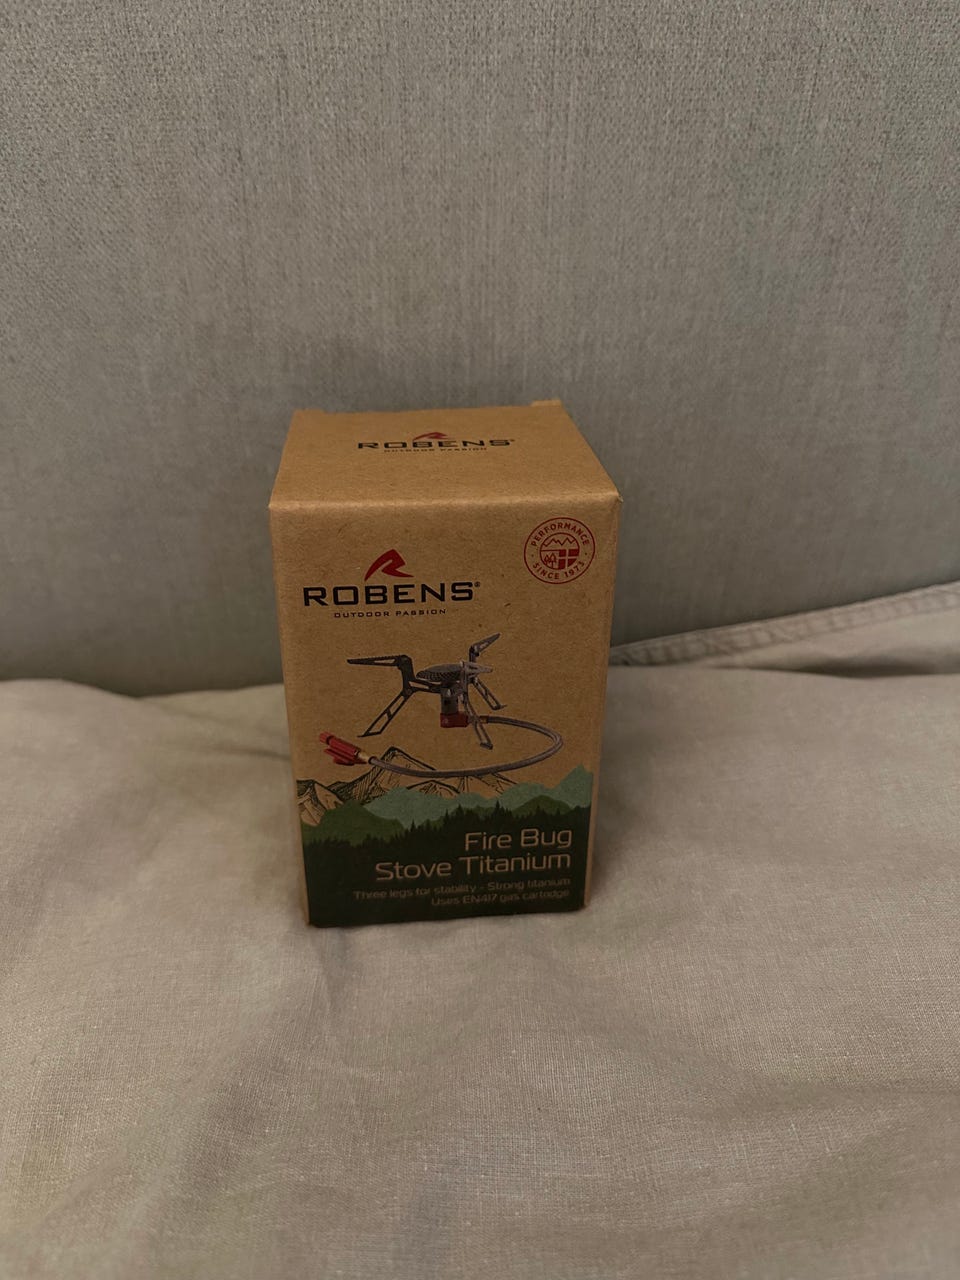 ROBENS®
OUTDOOR PASSION
PERFORMANCE
SINCE 1973
ROBENS®
OUTDOOR PASSION
Fire Bug
Stove Titanium
Three legs for stability - Strong titanium
Uses EN417 gas cartridge